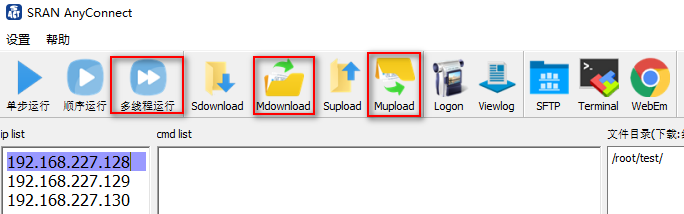 SRAN AnyConnect
设置 帮助
单步运行 顺序运行 多线程运行 Sdownload Mdownload Supload Mupload Logon Viewlog SFTP Terminal WebEm
ip list cmd list 文件目录(下载:
192.168.227.128 /root/test/
192.168.227.129
192.168.227.130